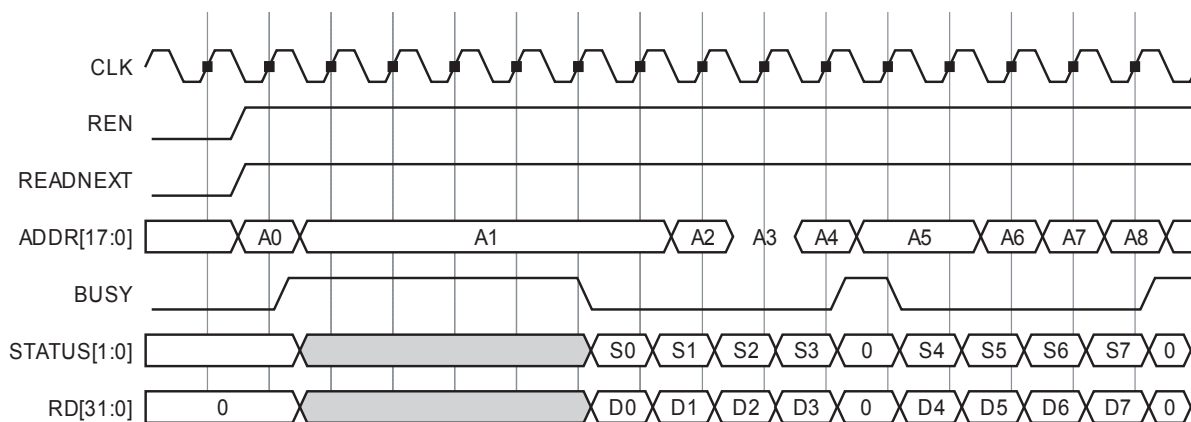 CLK
REN
READNEXT
ADDR[17:0] A0 A1 A2 A3 A4 A5 A6 A7 A8
BUSY
STATUS[1:0] S0 S1 S2 S3 0 S4 S5 S6 S7 0
RD[31:0] 0 D0 D1 D2 D3 0 D4 D5 D6 D7 0